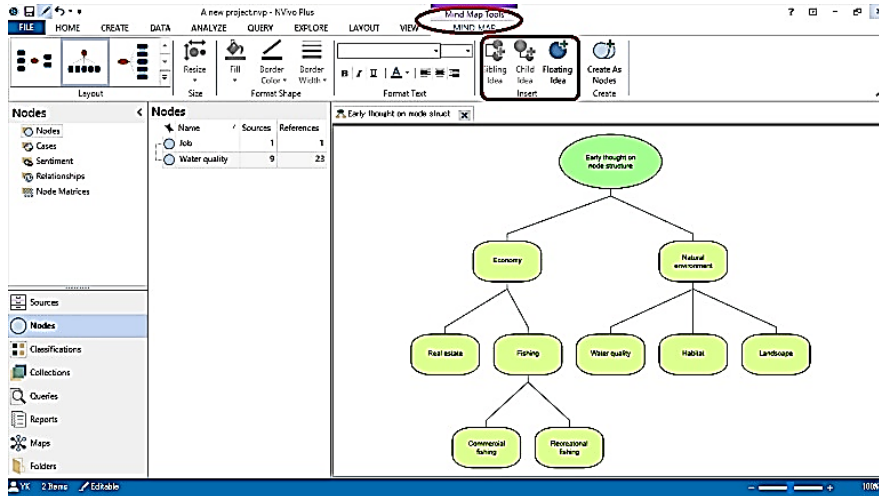 A new project.nvp - NVivo Plus
Mind Map Tools
?
FILE HOME CREATE DATA ANALYZE QUERY EXPLORE LAYOUT VIEW MIND MAP
Resize Fill Border Color Border Width
B I U A
Sibling Idea Child Idea Floating Idea
Create As Nodes
Layout Size Format Shape Format Text Insert Create
Nodes
Nodes
Cases
Sentiment
Relationships
Node Matrices
Sources
Nodes
Classifications
Collections
Queries
Reports
Maps
Folders
Nodes
Name Sources References
Job 1 1
Water quality 9 23
Early thought on node struct
Early thought on
node structure
Economy
Natural
environment
Real estate
Fishing
Water quality
Habitat
Landscape
Commercial
fishing
Recreational
fishing
YK 2 Items Editable
100%